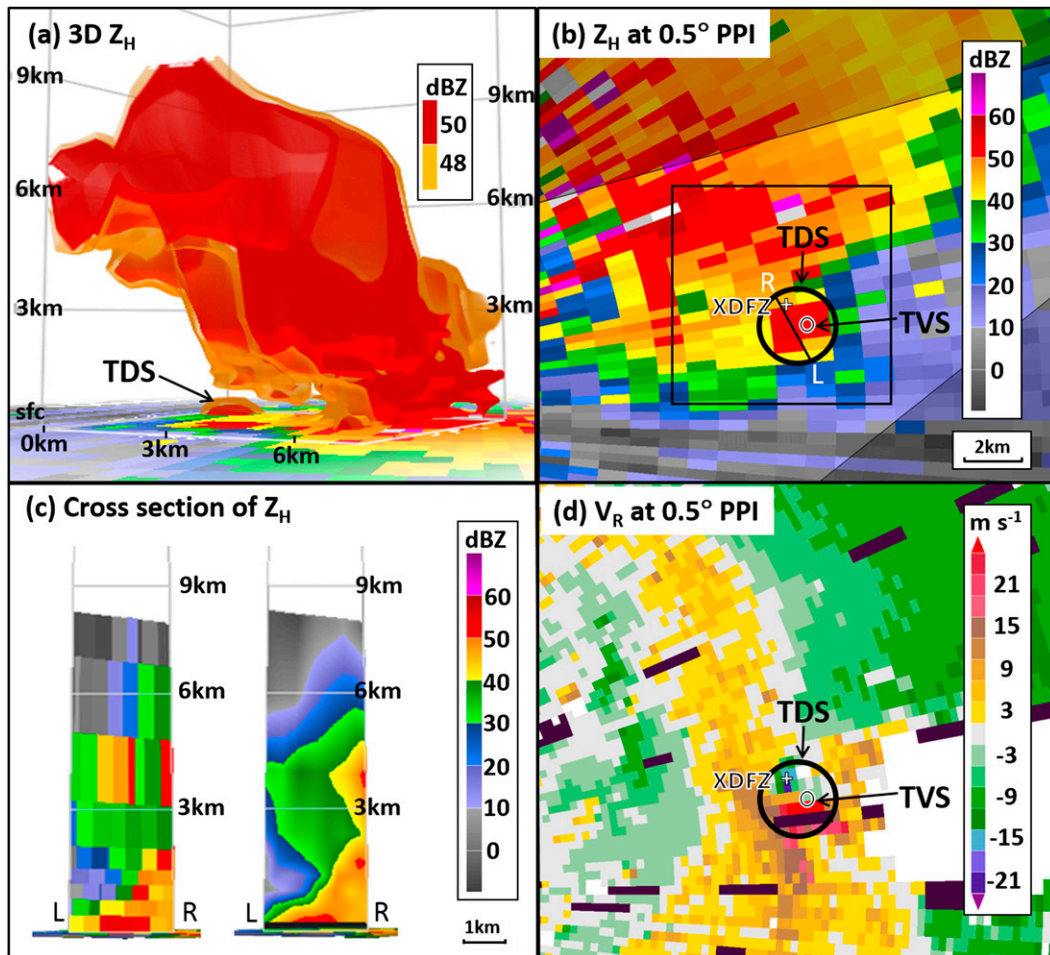 (a) 3D ZH
9km
6km
3km
sfc
0km
3km
6km
9km
6km
3km
dBZ
50
48
TDS
(b) ZH at 0.5° PPI
dBZ
60
50
40
30
20
10
0
TDS
R
XDFZ +
O
TVS
L
2km
(c) Cross section of ZH
9km
6km
3km
L
R
9km
6km
3km
L
R
dBZ
60
50
40
30
20
10
0
1km
(d) VR at 0.5° PPI
m s-1
21
15
9
3
-3
-9
-15
-21
TDS
XDFZ +
O
TVS